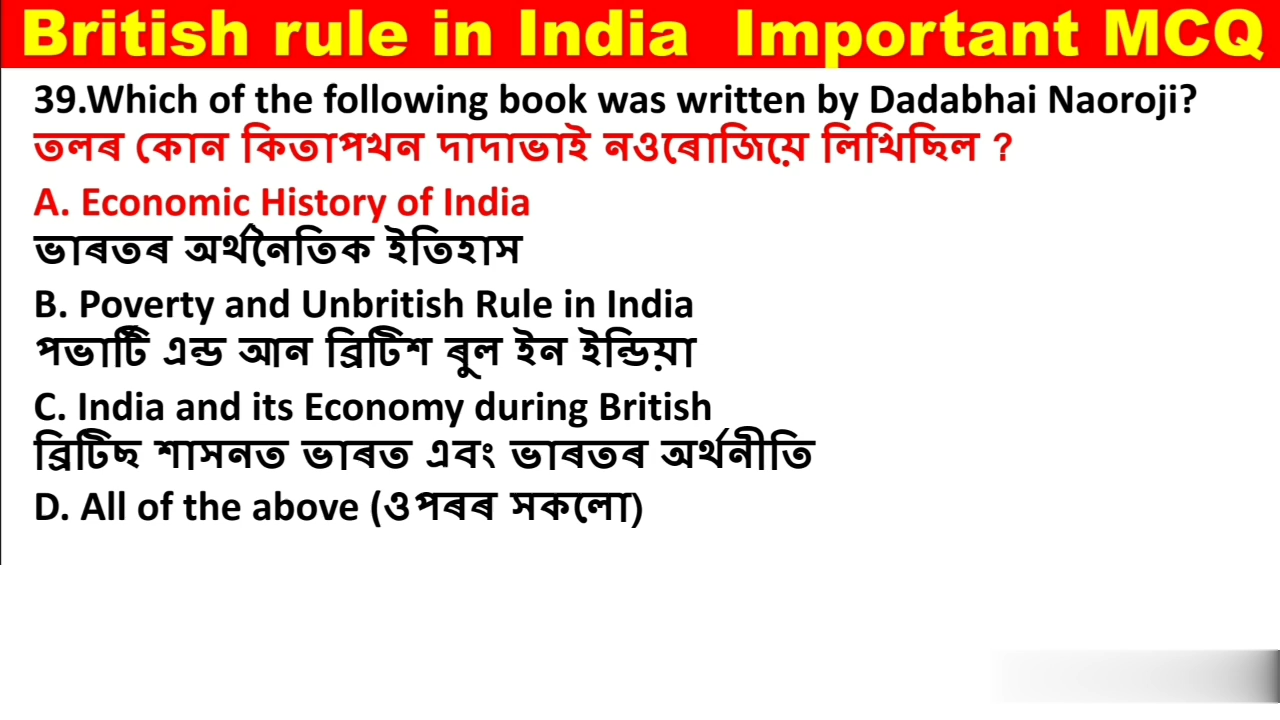 British rule in India Important MCQ
39.Which of the following book was written by Dadabhai Naoroji?
তলৰ কোন কিতাপখন দাদাভাই নওৰোজিয়ে লিখিছিল ?
A. Economic History of India
ভাৰতৰ অৰ্থনৈতিক ইতিহাস
B. Poverty and Unbritish Rule in India
পভাৰ্টি এন্ড আন ব্ৰিটিশ ৰুল ইন ইন্ডিয়া
C. India and its Economy during British
ব্ৰিটিছ শাসনত ভাৰত এবং ভাৰতৰ অৰ্থনীতি
D. All of the above (ওপৰৰ সকলো)